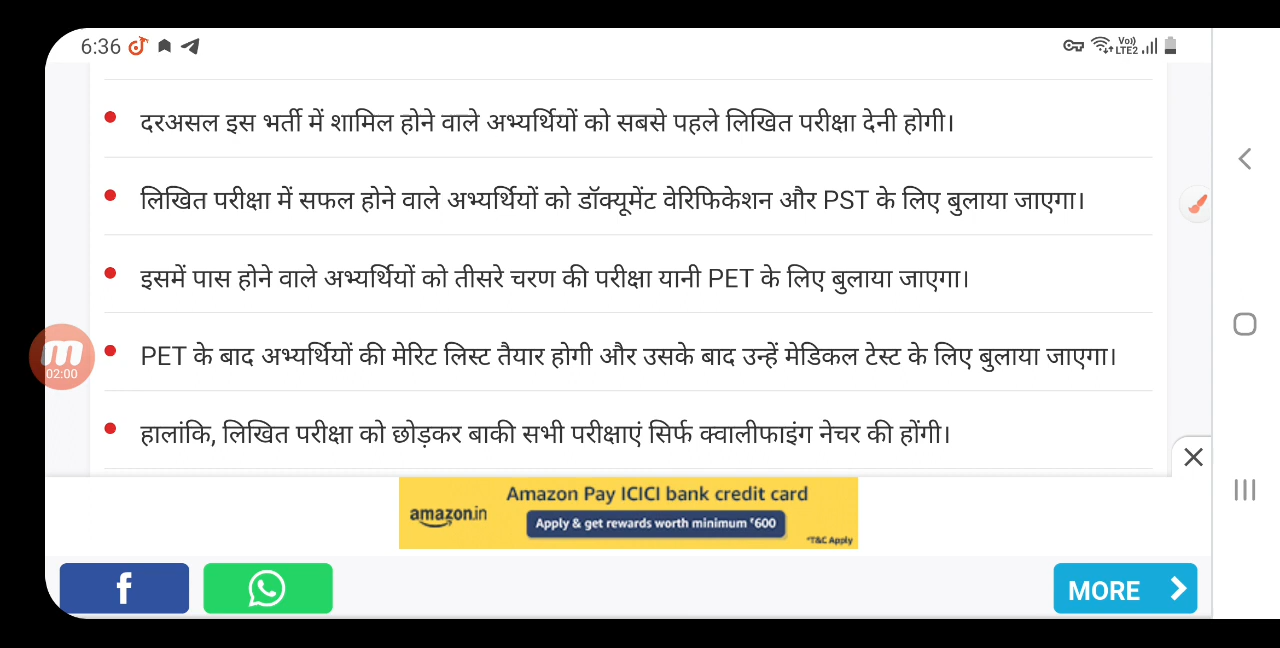 6:36
Vo))
LTE2
दरअसल इस भर्ती में शामिल होने वाले अभ्यर्थियों को सबसे पहले लिखित परीक्षा देनी होगी।
लिखित परीक्षा में सफल होने वाले अभ्यर्थियों को डॉक्यूमेंट वेरिफिकेशन और PST के लिए बुलाया जाएगा।
इसमें पास होने वाले अभ्यर्थियों को तीसरे चरण की परीक्षा यानी PET के लिए बुलाया जाएगा।
PET के बाद अभ्यर्थियों की मेरिट लिस्ट तैयार होगी और उसके बाद उन्हें मेडिकल टेस्ट के लिए बुलाया जाएगा।
02:00
हालांकि, लिखित परीक्षा को छोड़कर बाकी सभी परीक्षाएं सिर्फ क्वालीफाइंग नेचर की होंगी।
Amazon Pay ICICI bank credit card
amazon.in
Apply & get rewards worth minimum ₹600
*T&C Apply
MORE